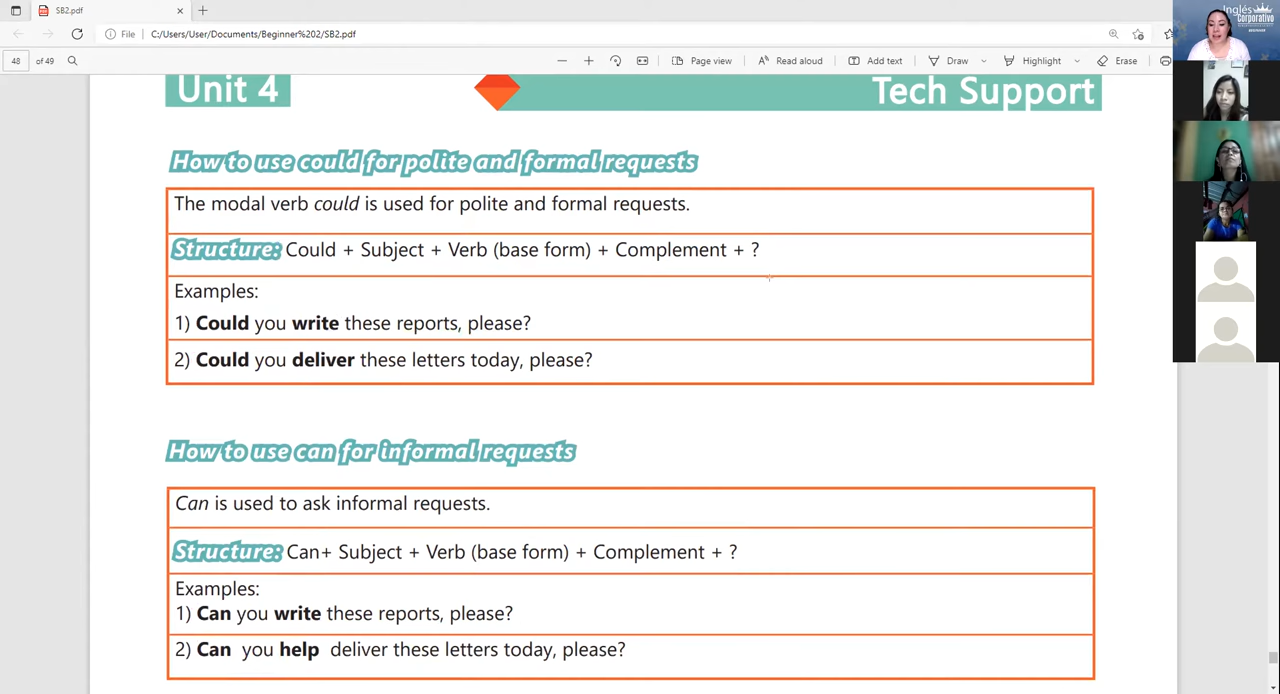 SB2.pdf
File
C:/Users/User/Documents/Beginner%202/SB2.pdf
48 of 49
Page view
Read aloud
Add text
Draw
Highlight
Erase
Inglés
Corporativo
Unit 4
Tech Support
How to use could for polite and formal requests
The modal verb could is used for polite and formal requests.
Structure: Could + Subject + Verb (base form) + Complement + ?
Examples:
1) Could you write these reports, please?
2) Could you deliver these letters today, please?
How to use can for informal requests
Can is used to ask informal requests.
Structure: Can+ Subject + Verb (base form) + Complement + ?
Examples:
1) Can you write these reports, please?
2) Can you help deliver these letters today, please?